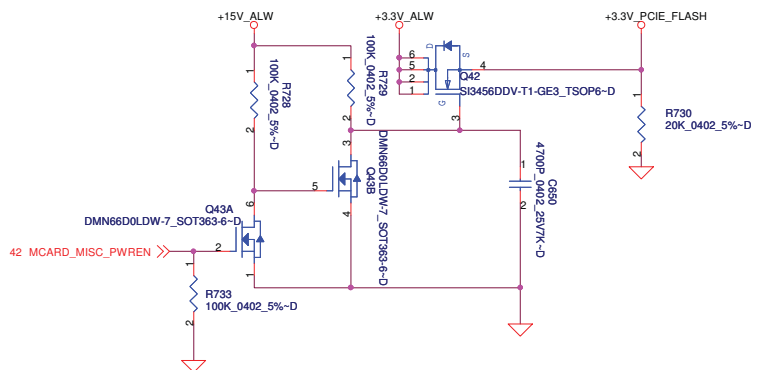 +15V_ALW
+3.3V_ALW
+3.3V_PCIE_FLASH
1
R728
100K_0402_5%~D
2
1
R729
100K_0402_5%~D
2
D
S
G
6
5
2
1
4
3
Q42
SI3456DDV-T1-GE3_TSOP6~D
1
R730
20K_0402_5%~D
2
3
5
4
Q43B
DMN66D0LDW-7_SOT363-6~D
1
C650
4700P_0402_25V7K~D
2
6
Q43A
DMN66D0LDW-7_SOT363-6~D
2
1
42 MCARD_MISC_PWREN
1
R733
100K_0402_5%~D
2